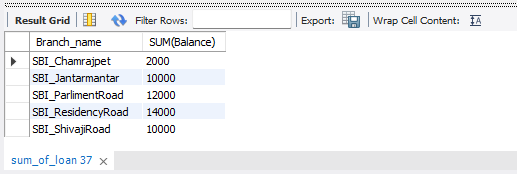 Result Grid Filter Rows: Export: Wrap Cell Content: IA
Branch_name SUM(Balance)
SBI_Chamrajpet 2000
SBI_Jantarmantar 10000
SBI_ParlimentRoad 12000
SBI_ResidencyRoad 14000
SBI_ShivajiRoad 10000
sum_of_loan 37